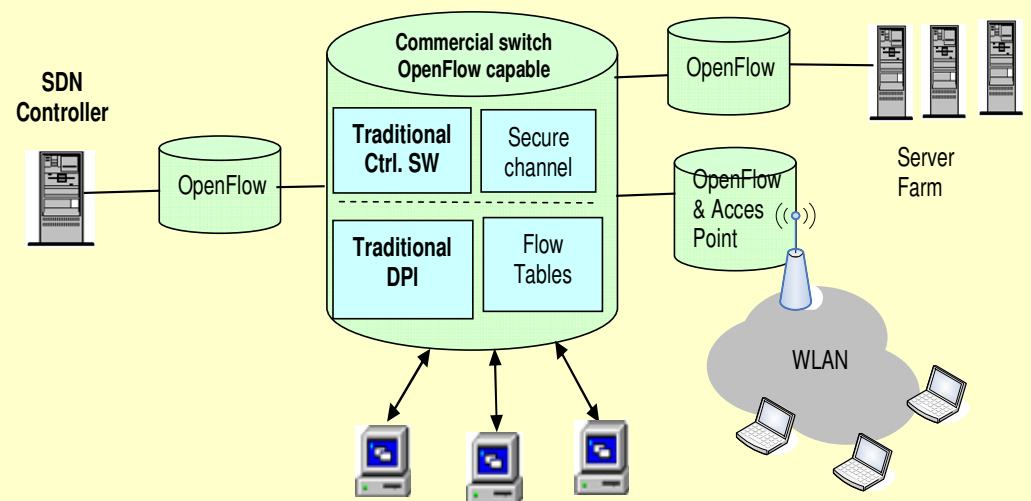 SDN
Controller
OpenFlow
Commercial switch
OpenFlow capable
Traditional
Ctrl. SW
Secure
channel
Traditional
DPI
Flow
Tables
OpenFlow
OpenFlow
& Acces
Point
Server
Farm
WLAN